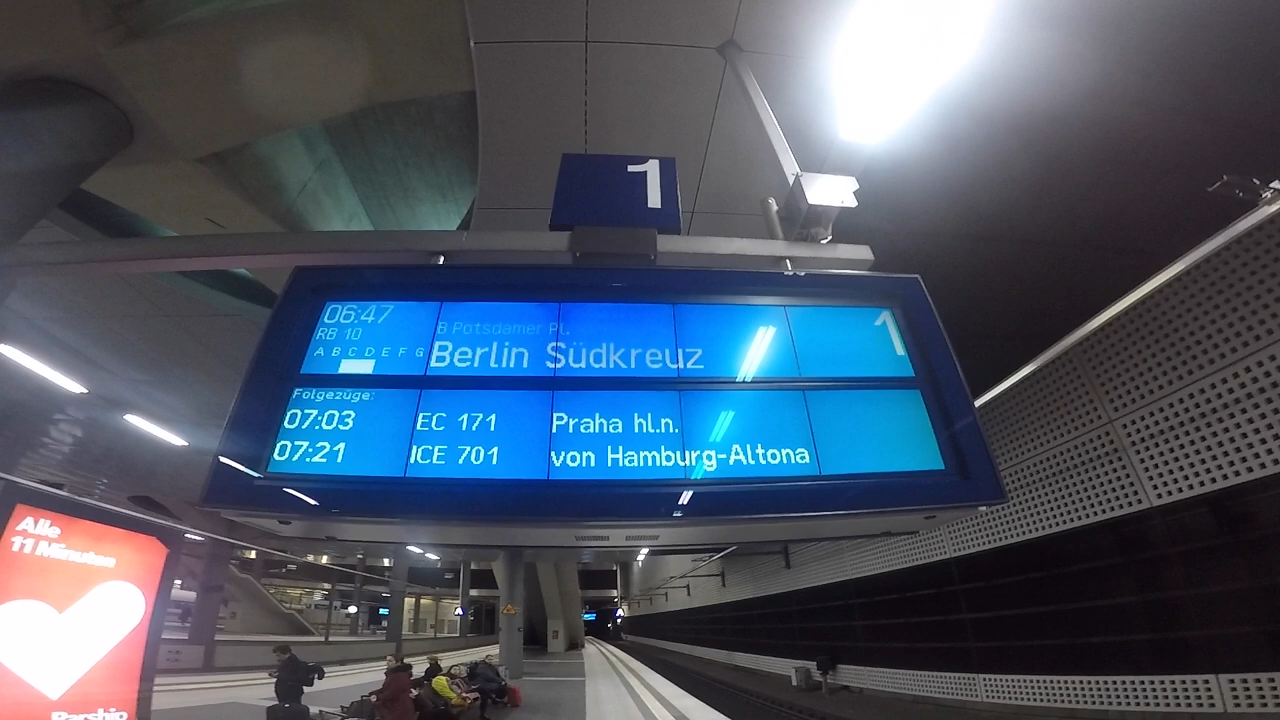 1
06:47
RB 10
A B C D E F G
B Potsdamer Pl.
Berlin Südkreuz
1
Folgezüge:
07:03 EC 171 Praha hl.n.
07:21 ICE 701 von Hamburg-Altona
Alle
11 Minuten
Parship